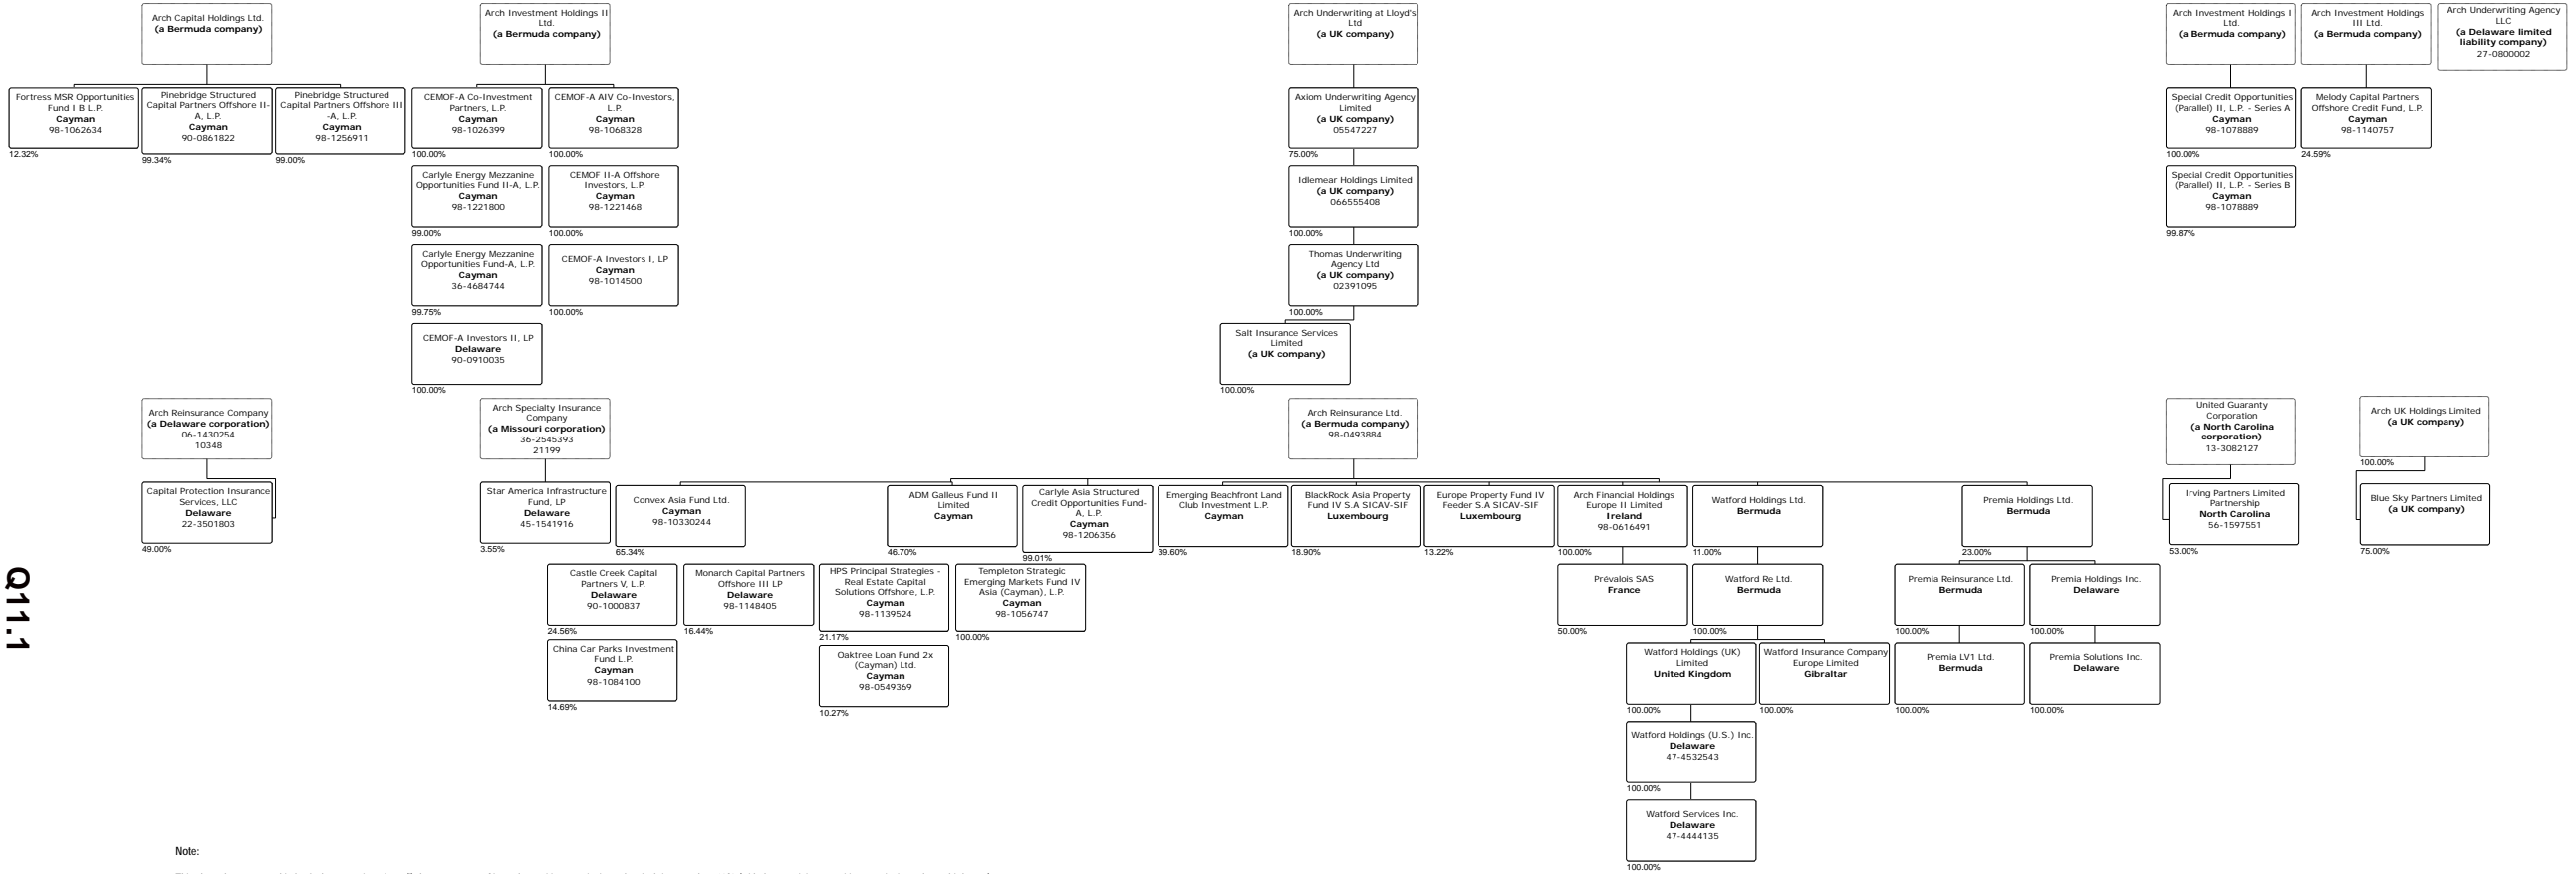 Arch Capital Holdings Ltd.
(a Bermuda company)
Arch Investment Holdings II
Ltd.
(a Bermuda company)
Arch Underwriting at Lloyd's
Ltd
(a UK company)
Arch Investment Holdings I
Ltd.
(a Bermuda company)
Arch Investment Holdings
III Ltd.
(a Bermuda company)
Arch Underwriting Agency
LLC
(a Delaware limited
liability company)
27-0800002
Fortress MSR Opportunities
Fund I B L.P.
Cayman
98-1062634
12.32%
Pinebridge Structured
Capital Partners Offshore II-
A, L.P.
Cayman
90-0861822
99.34%
Pinebridge Structured
Capital Partners Offshore III
-A, L.P.
Cayman
98-1256911
99.00%
CEMOF-A Co-Investment
Partners, L.P.
Cayman
98-1026399
100.00%
CEMOF-A AIV Co-Investors,
L.P.
Cayman
98-1068328
100.00%
Axiom Underwriting Agency
Limited
(a UK company)
05547227
75.00%
Special Credit Opportunities
(Parallel) II, L.P. - Series A
Cayman
98-1078889
100.00%
Melody Capital Partners
Offshore Credit Fund, L.P.
Cayman
98-1140757
24.59%
Carlyle Energy Mezzanine
Opportunities Fund II-A, L.P.
Cayman
98-1221800
99.00%
CEMOF II-A Offshore
Investors, L.P.
Cayman
98-1221468
100.00%
Idlemear Holdings Limited
(a UK company)
066555408
100.00%
Special Credit Opportunities
(Parallel) II, L.P. - Series B
Cayman
98-1078889
99.87%
Carlyle Energy Mezzanine
Opportunities Fund-A, L.P.
Cayman
36-4684744
99.75%
CEMOF-A Investors I, LP
Cayman
98-1014500
100.00%
Thomas Underwriting
Agency Ltd
(a UK company)
02391095
100.00%
CEMOF-A Investors II, LP
Delaware
90-0910035
100.00%
Salt Insurance Services
Limited
(a UK company)
100.00%
Arch Reinsurance Company
(a Delaware corporation)
06-1430254
10348
Arch Specialty Insurance
Company
(a Missouri corporation)
36-2545393
21199
Arch Reinsurance Ltd.
(a Bermuda company)
98-0493884
United Guaranty
Corporation
(a North Carolina
corporation)
13-3082127
Arch UK Holdings Limited
(a UK company)
100.00%
Capital Protection Insurance
Services, LLC
Delaware
22-3501803
49.00%
Star America Infrastructure
Fund, LP
Delaware
45-1541916
3.55%
Convex Asia Fund Ltd.
Cayman
98-10330244
65.34%
ADM Galleus Fund II
Limited
Cayman
46.70%
Carlyle Asia Structured
Credit Opportunities Fund-
A, L.P.
Cayman
98-1206356
99.01%
Emerging Beachfront Land
Club Investment L.P.
Cayman
39.60%
BlackRock Asia Property
Fund IV S.A SICAV-SIF
Luxembourg
18.90%
Europe Property Fund IV
Feeder S.A SICAV-SIF
Luxembourg
13.22%
Arch Financial Holdings
Europe II Limited
Ireland
98-0616491
100.00%
Watford Holdings Ltd.
Bermuda
11.00%
Premia Holdings Ltd.
Bermuda
23.00%
Irving Partners Limited
Partnership
North Carolina
56-1597551
53.00%
Blue Sky Partners Limited
(a UK company)
75.00%
Castle Creek Capital
Partners V, L.P.
Delaware
90-1000837
24.56%
Monarch Capital Partners
Offshore III LP
Delaware
98-1148405
16.44%
HPS Principal Strategies -
Real Estate Capital
Solutions Offshore, L.P.
Cayman
98-1139524
21.17%
Templeton Strategic
Emerging Markets Fund IV
Asia (Cayman), L.P.
Cayman
98-1056747
100.00%
Prévalois SAS
France
50.00%
Watford Re Ltd.
Bermuda
100.00%
Premia Reinsurance Ltd.
Bermuda
100.00%
Premia Holdings Inc.
Delaware
100.00%
China Car Parks Investment
Fund L.P.
Cayman
98-1084100
14.69%
Oaktree Loan Fund 2x
(Cayman) Ltd.
Cayman
98-0549369
10.27%
Watford Holdings (UK)
Limited
United Kingdom
100.00%
Watford Insurance Company
Europe Limited
Gibraltar
100.00%
Premia LV1 Ltd.
Bermuda
100.00%
Premia Solutions Inc.
Delaware
100.00%
Watford Holdings (U.S.) Inc.
Delaware
47-4532543
100.00%
Watford Services Inc.
Delaware
47-4444135
100.00%
Q11.1
Note: